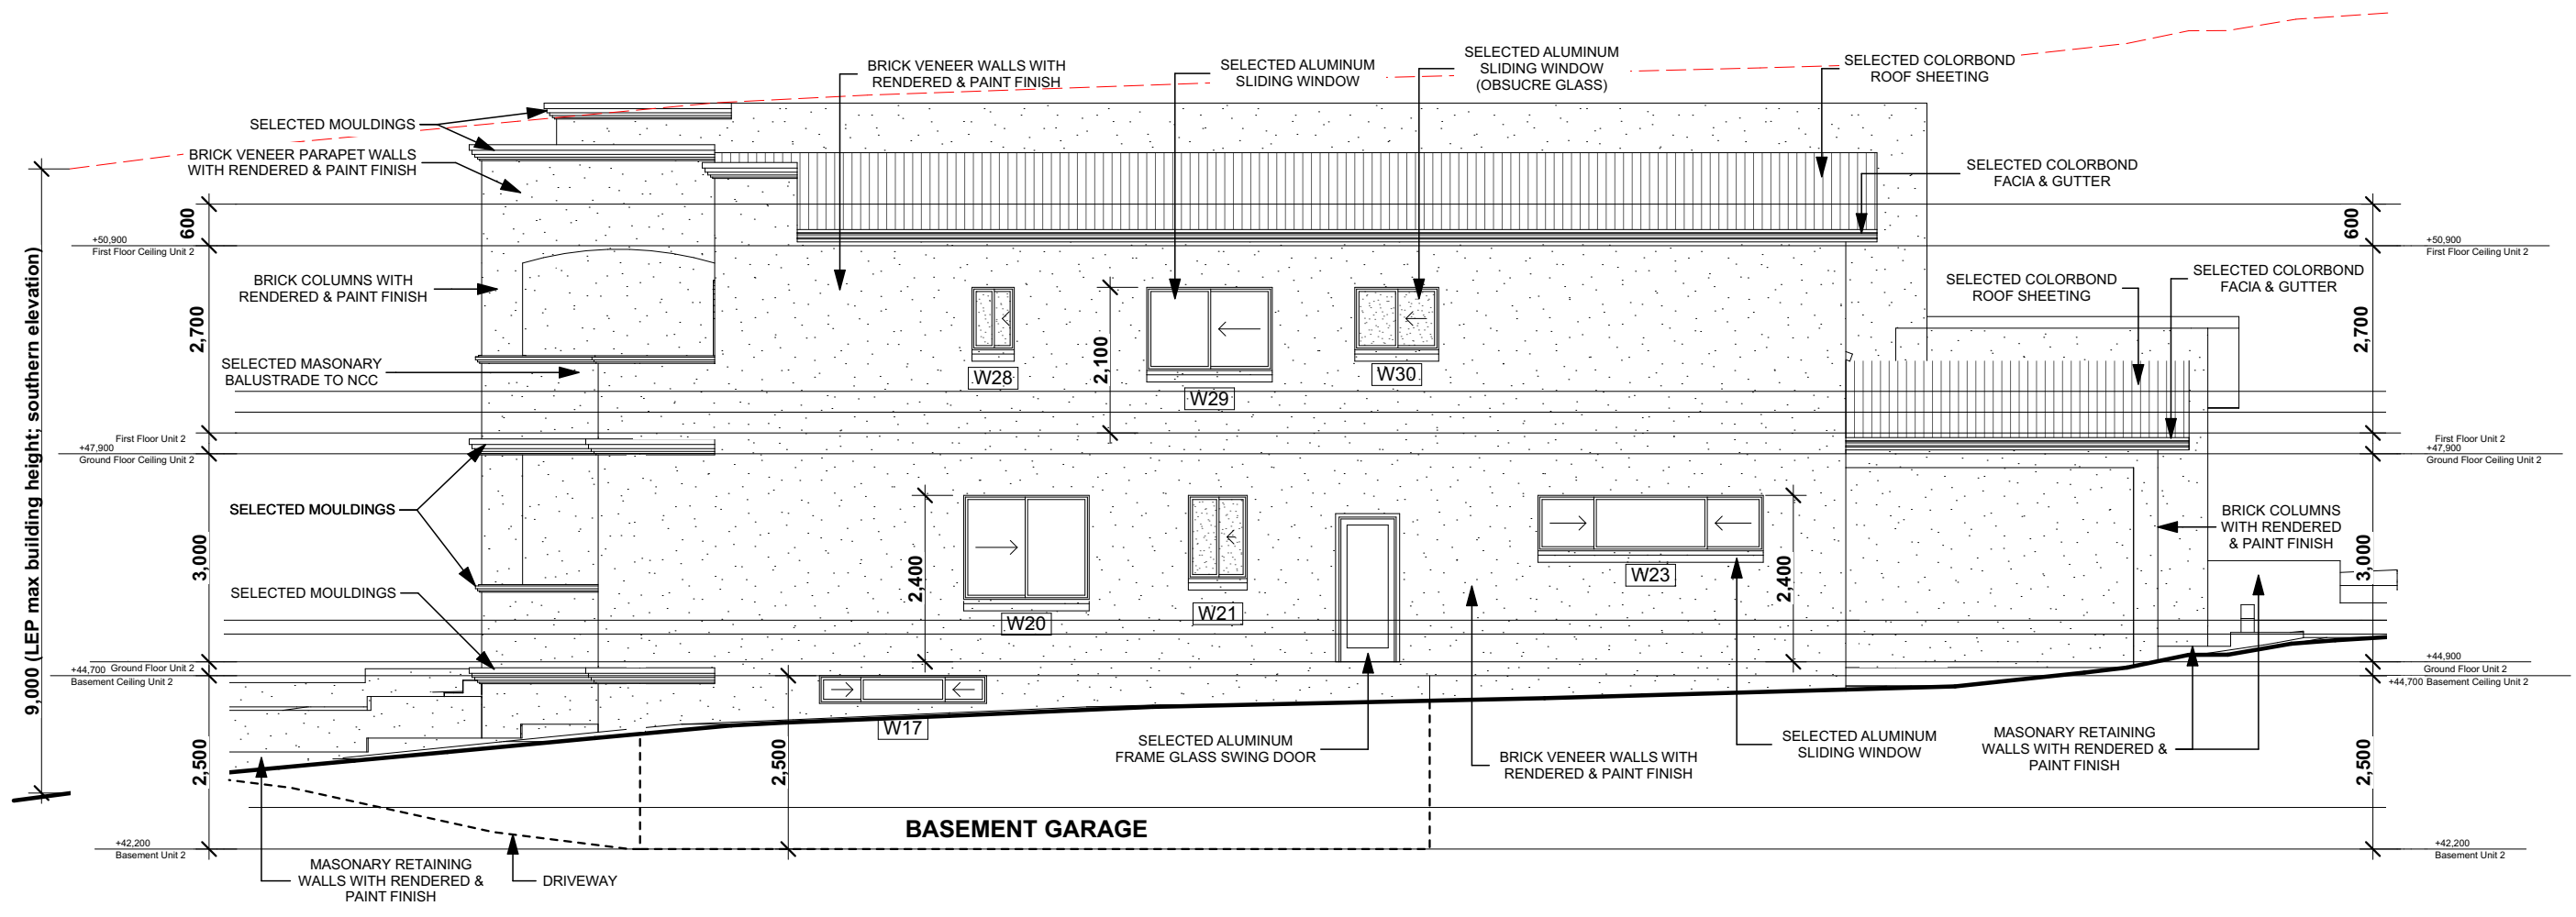 SELECTED MOULDINGS
BRICK VENEER PARAPET WALLS
WITH RENDERED & PAINT FINISH
BRICK VENEER WALLS WITH
RENDERED & PAINT FINISH
SELECTED ALUMINUM
SLIDING WINDOW
SELECTED ALUMINUM
SLIDING WINDOW
(OBSUCRE GLASS)
SELECTED COLORBOND
ROOF SHEETING
SELECTED COLORBOND
FACIA & GUTTER
9,000 (LEP max building height; southern elevation)
600
600
+50,900
First Floor Ceiling Unit 2
+50,900
First Floor Ceiling Unit 2
BRICK COLUMNS WITH
RENDERED & PAINT FINISH
SELECTED COLORBOND
ROOF SHEETING
SELECTED COLORBOND
FACIA & GUTTER
2,700
2,100
2,700
SELECTED MASONARY
BALUSTRADE TO NCC
W28
W29
W30
First Floor Unit 2
+47,900
Ground Floor Ceiling Unit 2
First Floor Unit 2
+47,900
Ground Floor Ceiling Unit 2
SELECTED MOULDINGS
BRICK COLUMNS
WITH RENDERED
& PAINT FINISH
3,000
2,400
2,400
3,000
SELECTED MOULDINGS
W20
W21
W23
+44,700
Ground Floor Unit 2
Basement Ceiling Unit 2
+44,900
Ground Floor Unit 2
+44,700 Basement Ceiling Unit 2
W17
2,500
2,500
2,500
SELECTED ALUMINUM
FRAME GLASS SWING DOOR
BRICK VENEER WALLS WITH
RENDERED & PAINT FINISH
SELECTED ALUMINUM
SLIDING WINDOW
MASONARY RETAINING
WALLS WITH RENDERED &
PAINT FINISH
BASEMENT GARAGE
+42,200
Basement Unit 2
+42,200
Basement Unit 2
MASONARY RETAINING
WALLS WITH RENDERED &
PAINT FINISH
DRIVEWAY